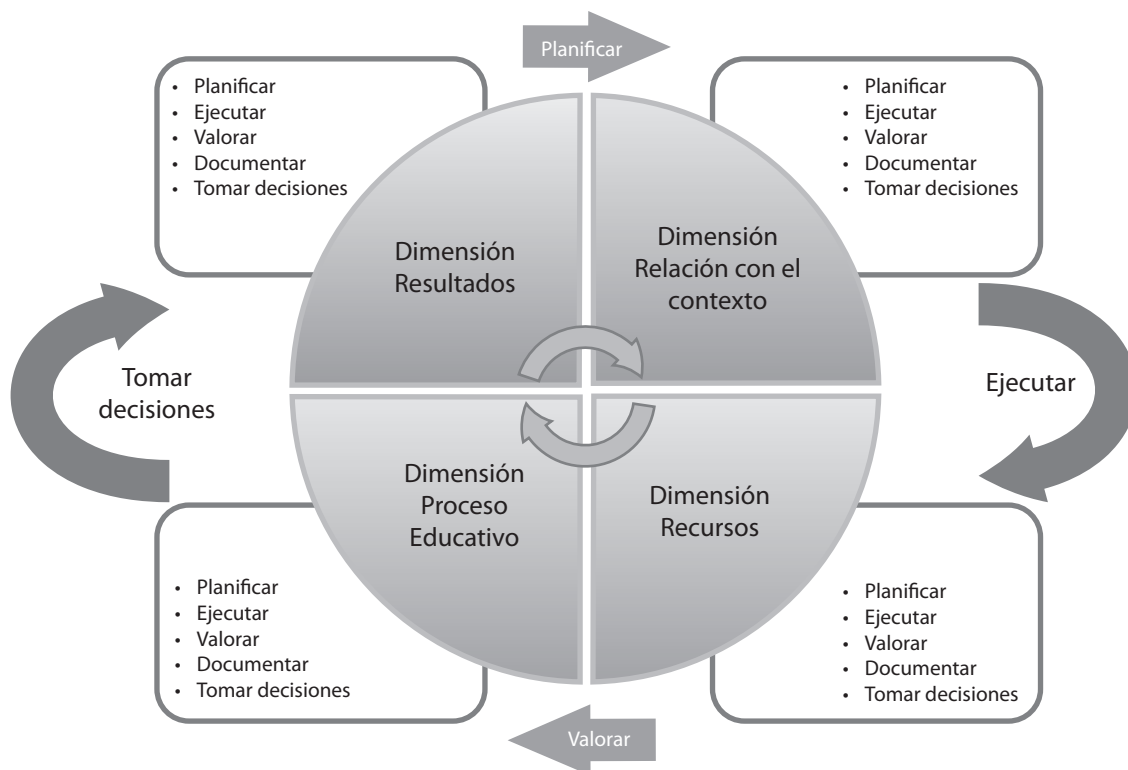 Planificar
• Planificar
• Ejecutar
• Valorar
• Documentar
• Tomar decisiones
• Planificar
• Ejecutar
• Valorar
• Documentar
• Tomar decisiones
Dimensión
Resultados
Dimensión
Relación con el
contexto
Tomar
decisiones
Ejecutar
Dimensión
Proceso
Educativo
Dimensión
Recursos
• Planificar
• Ejecutar
• Valorar
• Documentar
• Tomar decisiones
• Planificar
• Ejecutar
• Valorar
• Documentar
• Tomar decisiones
Valorar